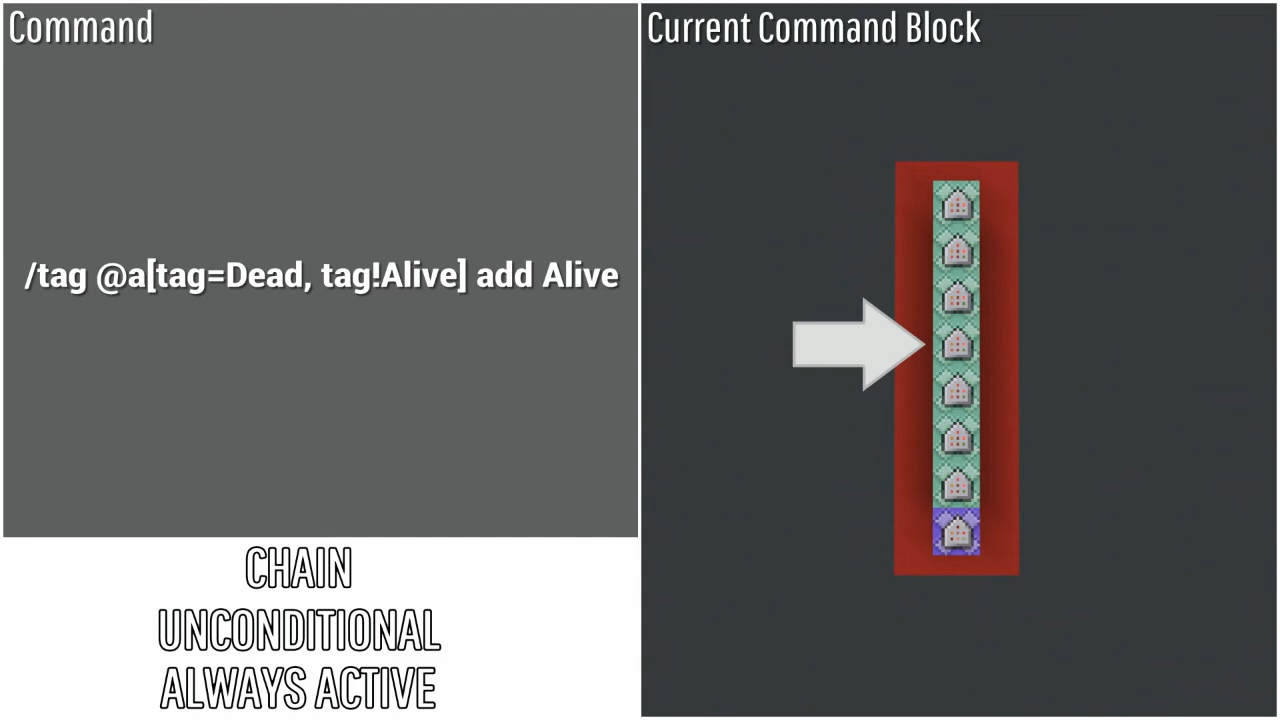 Command
Current Command Block
/tag @a[tag=Dead, tag!Alive] add Alive
CHAIN
UNCONDITIONAL
ALWAYS ACTIVE